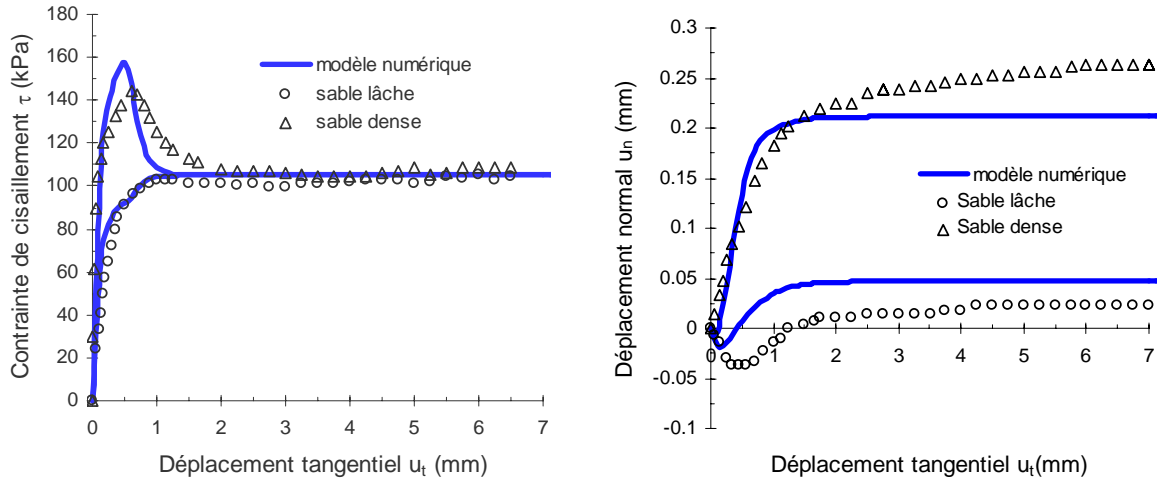 Contrainte de cisaillement τ (kPa)
180
160
140
120
100
80
60
40
20
0
0 1 2 3 4 5 6 7
Déplacement tangentiel ut (mm)
modèle numérique
sable lâche
sable dense
Déplacement normal un (mm)
0.3
0.25
0.2
0.15
0.1
0.05
0
-0.05
-0.1
0 1 2 3 4 5 6 7
Déplacement tangentiel ut(mm)
modèle numérique
Sable lâche
Sable dense